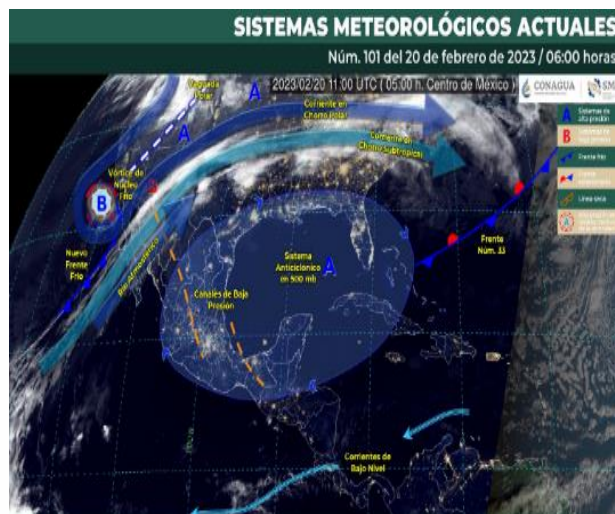 SISTEMAS METEOROLÓGICOS ACTUALES
Núm. 101 del 20 de febrero de 2023 / 06:00 horas
2023/02/20 11:00 UTC ( 05:00 h. Centro de México )
CONAGUA
SM
Vaguada
Polar
A
A
Corriente en
Chorro Polar
Corriente en
Chorro Subtropical
Vórtice de
Núcleo
Frío
B
Nuevo
Frente
Frío
Río Atmosférico
Sistema
Anticiclónico
en 500 mb
A
Canales de Baja
Presión
Frente
Núm. 33
Corrientes de
Bajo Nivel
A
Sistemas de
alta presión
B
Frente frío
Línea seca
A